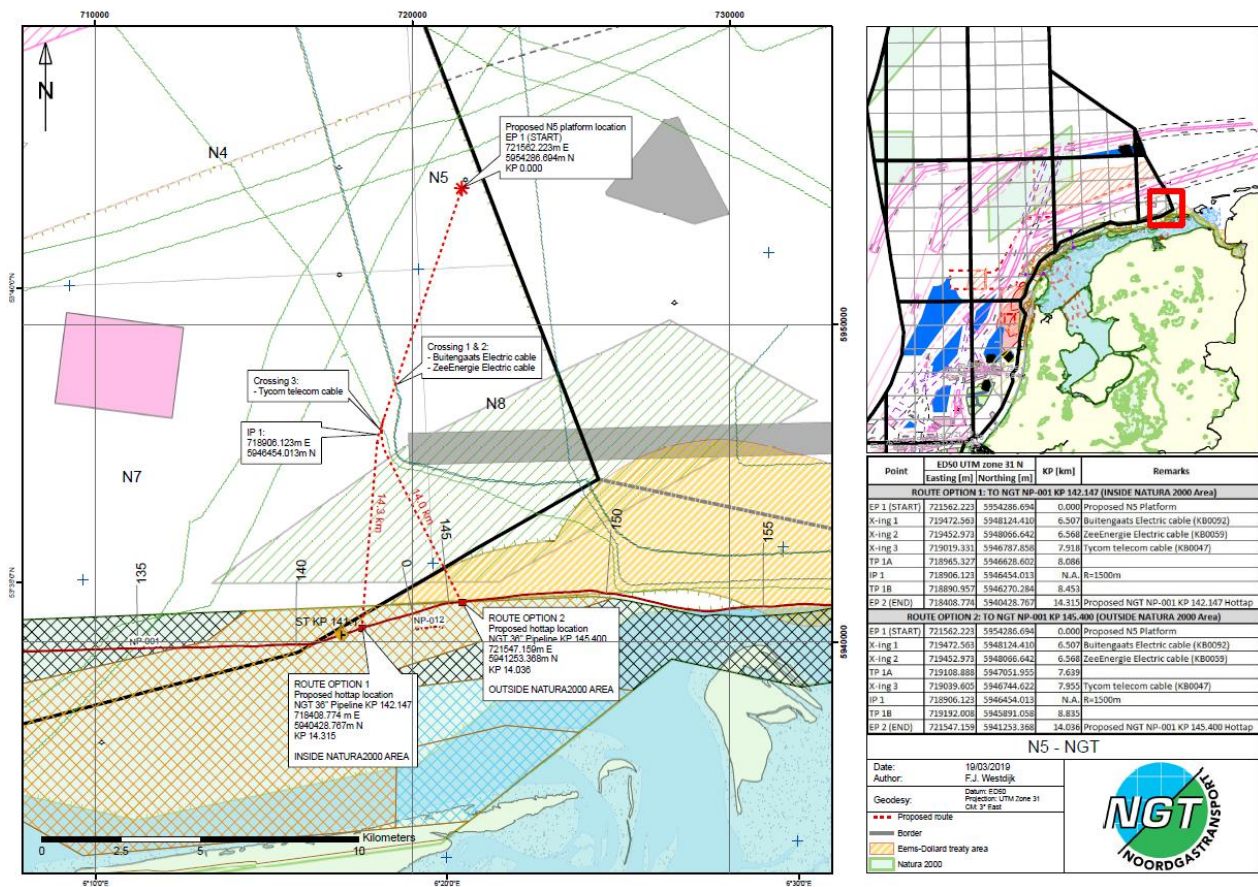 710000
720000
730000
N
N4
N5
Proposed N5 platform location
EP 1 (START)
721562.223m E
5954286.694m N
KP 0.000
5950000
Crossing 1 & 2:
- Buitengaats Electric cable
- ZeeEnergie Electric cable
Crossing 3:
- Tycom telecom cable
N8
IP 1:
718906.123m E
5946454.013m N
N7
14.3 km
14.0 km
135
140
0
145
150
155
ST KP 141.1
NP-001
NP-012
5940000
ROUTE OPTION 1
Proposed hottap location
NGT 36" Pipeline KP 142.147
718408.774 m E
5940428.767m N
KP 14.315
INSIDE NATURA2000 AREA
ROUTE OPTION 2
Proposed hottap location
NGT 36" Pipeline KP 145.400
721547.159m E
5941253.368m N
KP 14.036
OUTSIDE NATURA2000 AREA
Kilometers
0 2.5 5 10
6°10'0"E
6°20'0"E
6°30'0"E
Point ED50 UTM zone 31 N KP [km] Remarks
Easting [m] Northing [m]
ROUTE OPTION 1: TO NGT NP-001 KP 142.147 (INSIDE NATURA 2000 Area)
EP 1 (START) 721562.223 5954286.694 0.000 Proposed N5 Platform
X-ing 1 719472.563 5948124.410 6.507 Buitengaats Electric cable (KB0092)
X-ing 2 719452.973 5948066.642 6.568 ZeeEnergie Electric cable (KB0059)
X-ing 3 719019.331 5946787.858 7.918 Tycom telecom cable (KB0047)
TP 1A 718965.327 5946628.602 8.086
IP 1 718906.123 5946454.013 N.A. R=1500m
TP 1B 718890.957 5946270.284 8.453
EP 2 (END) 718408.774 5940428.767 14.315 Proposed NGT NP-001 KP 142.147 Hottap
ROUTE OPTION 2: TO NGT NP-001 KP 145.400 (OUTSIDE NATURA 2000 Area)
EP 1 (START) 721562.223 5954286.694 0.000 Proposed N5 Platform
X-ing 1 719472.563 5948124.410 6.507 Buitengaats Electric cable (KB0092)
X-ing 2 719452.973 5948066.642 6.568 ZeeEnergie Electric cable (KB0059)
TP 1A 719108.888 5947051.955 7.639
X-ing 3 719039.605 5946744.622 7.955 Tycom telecom cable (KB0047)
IP 1 718906.123 5946454.013 N.A. R=1500m
TP 1B 719192.008 5945891.058 8.835
EP 2 (END) 721547.159 5941253.368 14.036 Proposed NGT NP-001 KP 145.400 Hottap
N5 - NGT
Date: 19/03/2019
Author: F.J. Westdijk
Geodesy: Datum: ED50
Projection: UTM Zone 31
CM: 3° East
Proposed route
Border
Eems-Dollard treaty area
Natura 2000
NGT
NOORDGASTRANSPORT